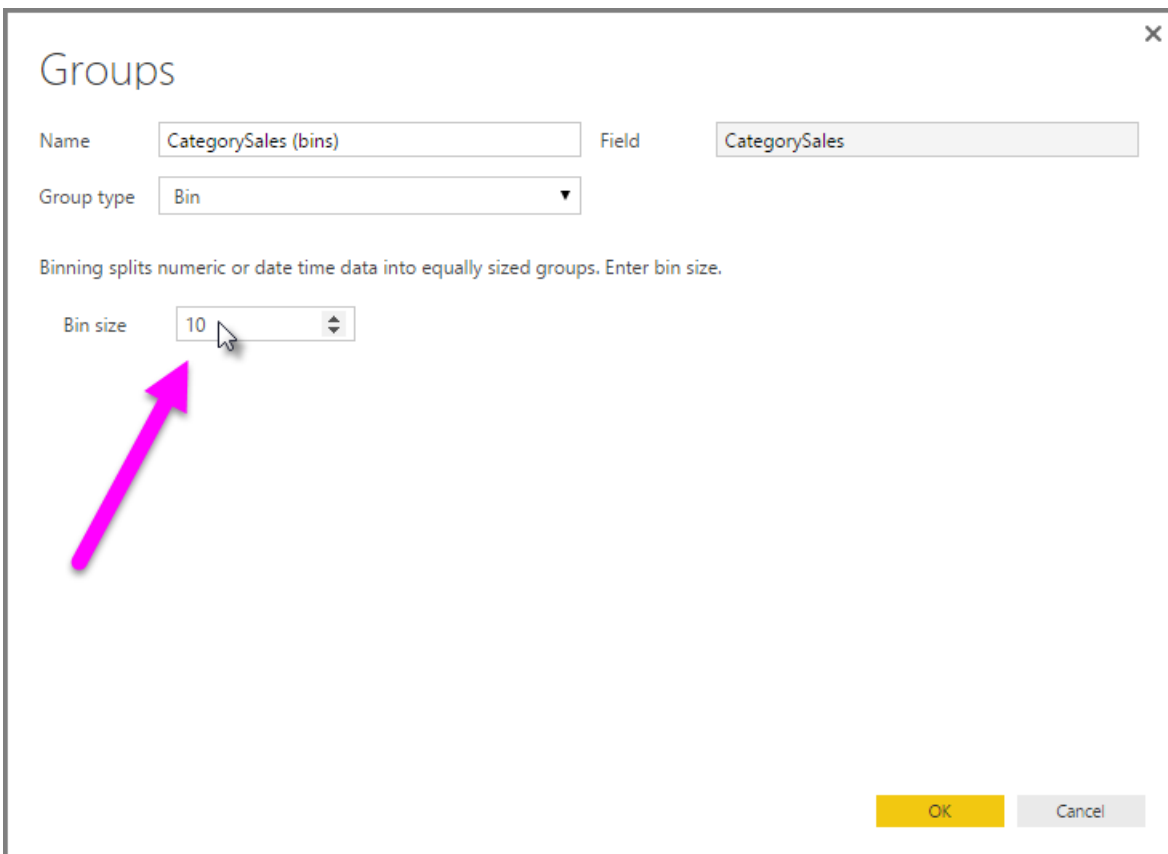 Groups
Name CategorySales (bins) Field CategorySales
Group type Bin
Binning splits numeric or date time data into equally sized groups. Enter bin size.
Bin size 10
OK Cancel